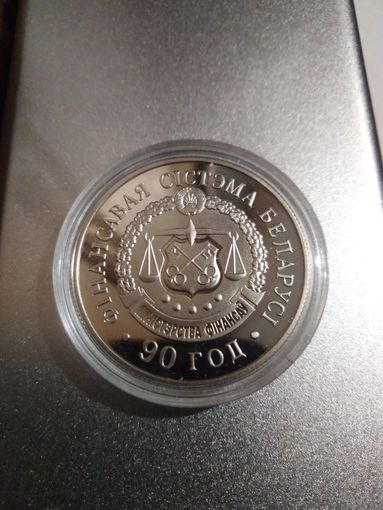 ФІНАНСАВАЯ СІСТЭМА БЕЛАРУСІ
МІНІСТЭРСТВА ФІНАНСАЎ
90 ГОД